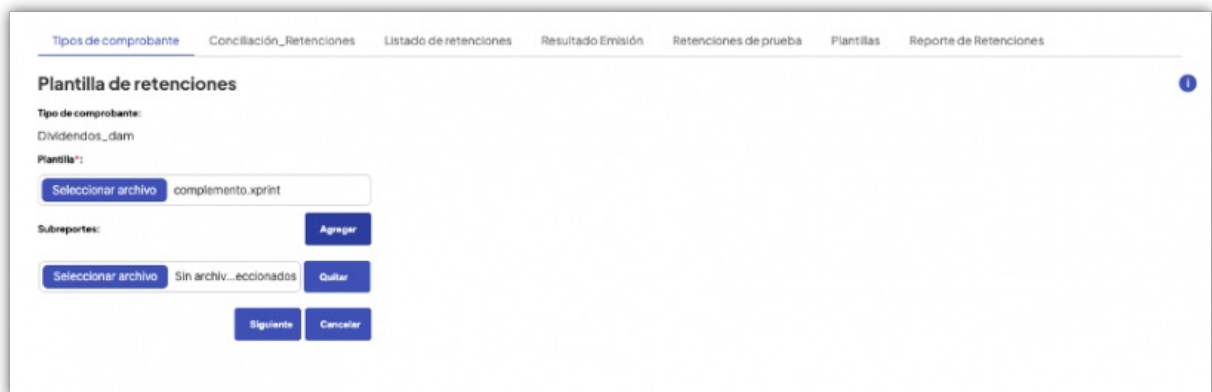 Tipos de comprobante Conciliación_Retenciones Listado de retenciones Resultado Emisión Retenciones de prueba Plantillas Reporte de Retenciones
Plantilla de retenciones
i
Tipo de comprobante:
Dividendos_dam
Plantilla*:
Seleccionar archivo complemento.xprint
Subreportes: Agregar
Seleccionar archivo Sin archiv...eccionados Quitar
Siguiente Cancelar